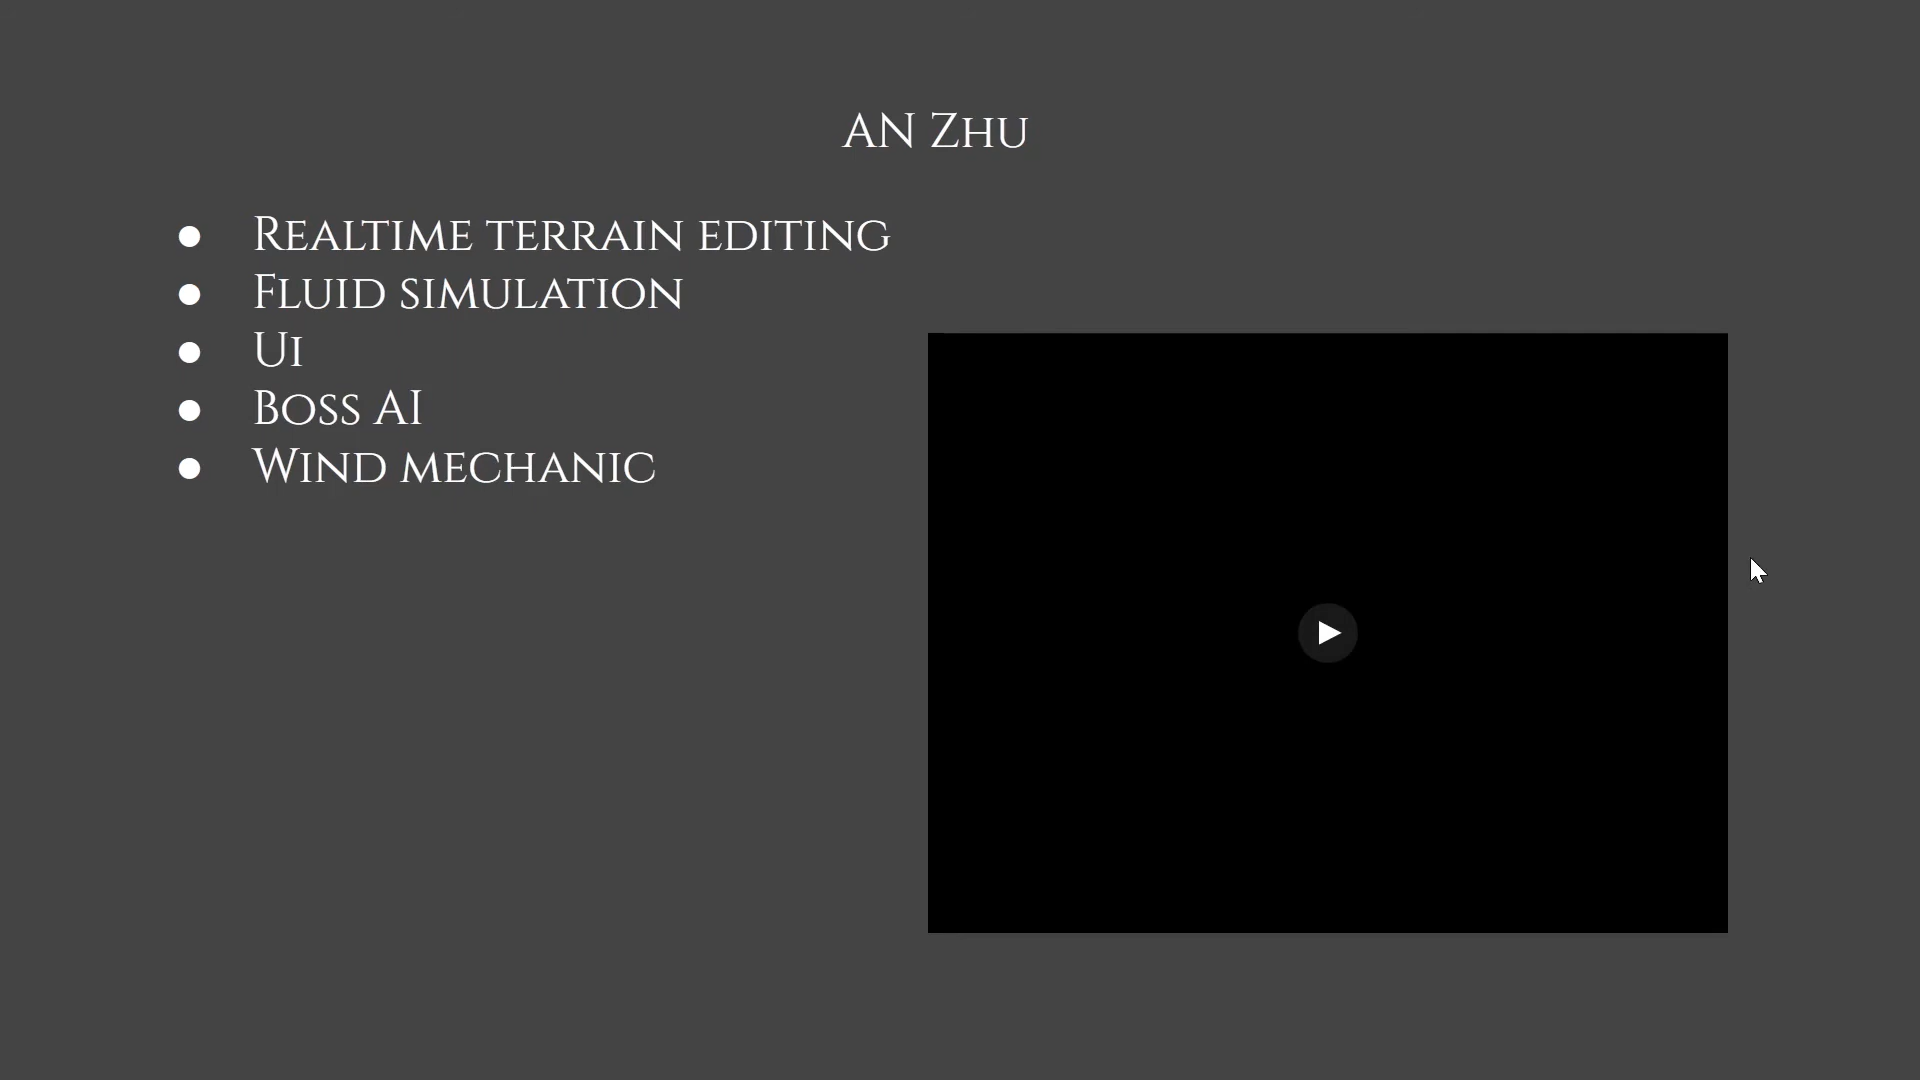 AN Zhu
● Realtime terrain editing
● Fluid simulation
● Ui
● Boss AI
● Wind mechanic